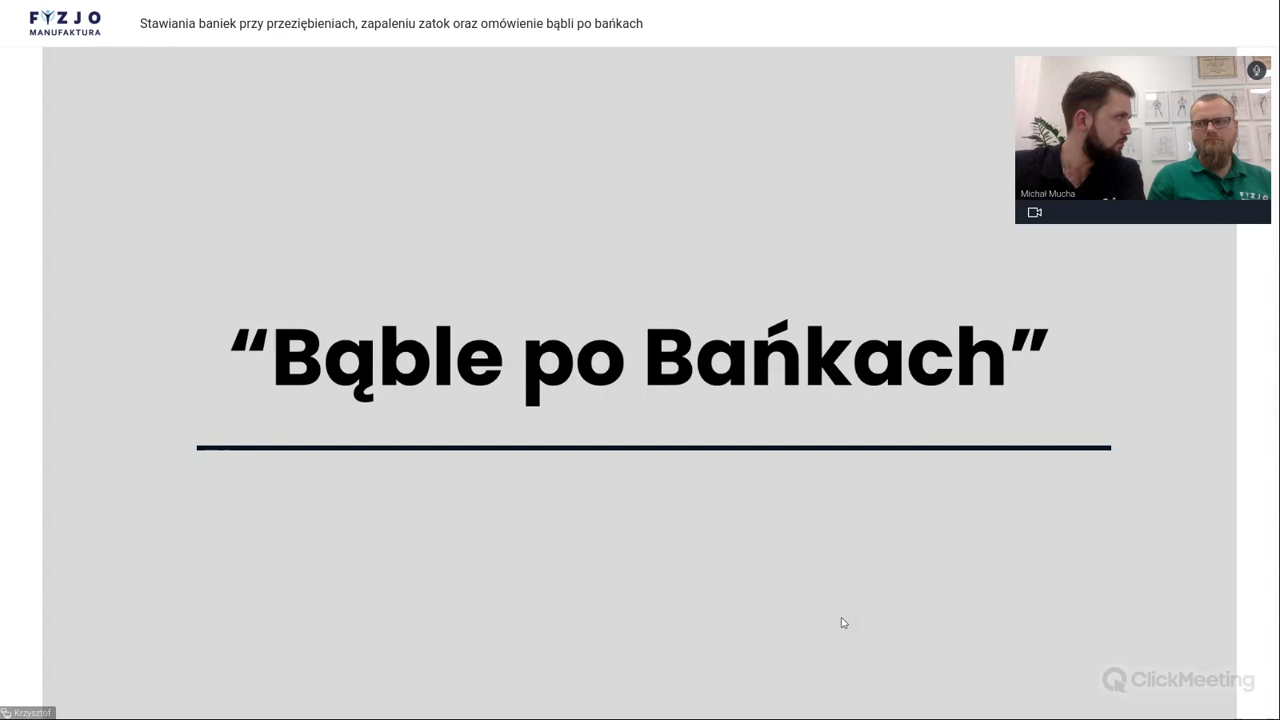 FYZJO
MANUFAKTURA
Stawiania baniek przy przeziębieniach, zapaleniu zatok oraz omówienie bąbli po bańkach
Michał Mucha
FYZJO
“Bąble po Bańkach”
ClickMeeting
Krzysztof